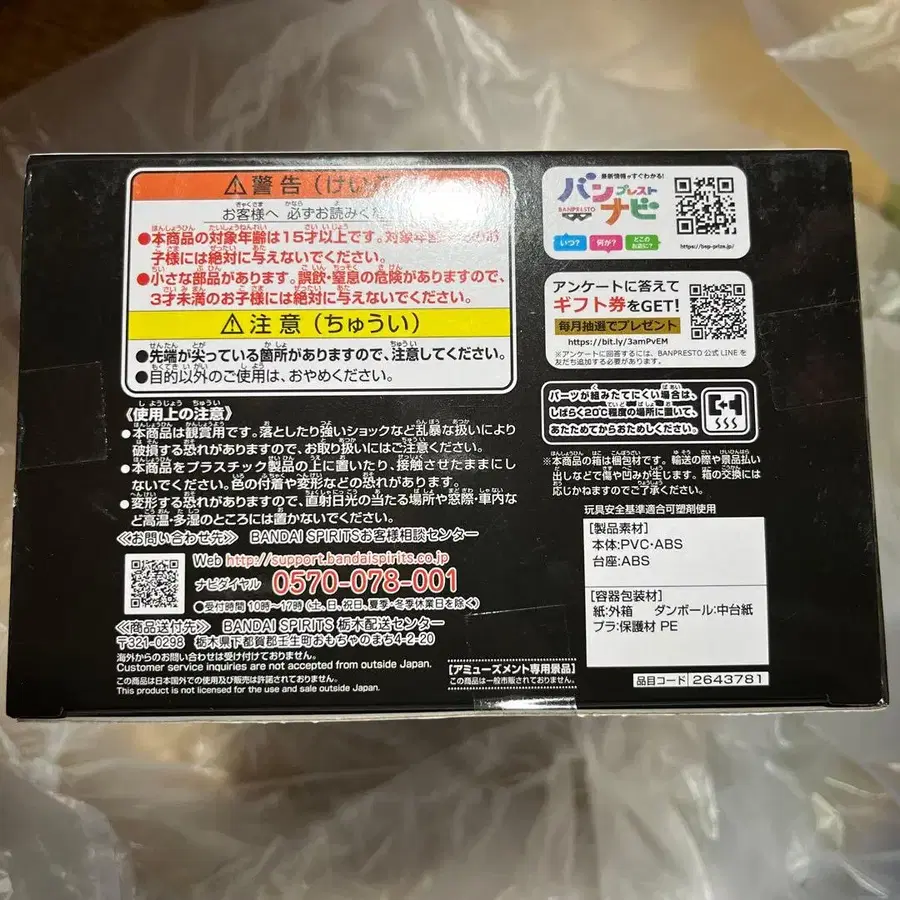 ⚠警告（けい
お客様へ 必ずお読みく
●本商品の対象年齢は15才以上です。対象年齢
子様には絶対に与えないでください。
●小さな部品があります。誤飲・窒息の危険がありますので、
3才未満のお子様には絶対に与えないでください。
⚠注意（ちゅうい）
●先端が尖っている箇所がありますので、注意してください。
●目的以外のご使用は、おやめください。
《使用上の注意》
●本商品は観賞用です。落としたり強いショックなど乱暴な扱いにより
破損する恐れがありますので、お取り扱いにはご注意ください。
●本商品をプラスチック製品の上に置いたり、接触させたままにし
ないでください。色の付着や変形などの恐れがあります。
●変形する恐れがありますので、直射日光の当たる場所や窓際・車内な
ど高温・多湿のところには置かないでください。
≪お問い合わせ先≫ BANDAI SPIRITSお客様相談センター
Web http://support.bandaispirits.co.jp
ナビダイヤル 0570-078-001
●受付時間 10時～17時 (土、日、祝日、夏季・冬季休業日を除く)
≪商品送付先≫ BANDAI SPIRITS 栃木配送センター
〒321-0298 栃木県下都賀郡壬生町おもちゃのまち4-2-20
海外からのお問い合わせは受け付けておりません。
Customer service inquiries are not accepted from outside Japan.
本商品は日本国外での使用及び販売は許諾されておりません。
This product is not licensed for the use and sale outside Japan.
最新情報がすぐわかる!
バンプレストナビ
BANPRESTO
いつ? 何が? どこのお店に?
https://bsp-prize.jp/
アンケートに答えて
ギフト券をGET!
毎月抽選でプレゼント
https://bit.ly/3amPvEM
※アンケートに回答するには、BANPRESTO 公式 LINE を
友だち追加する必要があります。
パーツが組みたてにくい場合は、
しばらく20℃程度の場所に置いて、
あたためてからおためしください。
※本商品の箱は梱包材です。輸送の際や景品払い
出しなどで傷や凹みが生じます。箱の交換には
応じかねますのでご了承ください。
玩具安全基準適合可塑剤使用
［製品素材］
本体:PVC・ABS
台座:ABS
［容器包装材］
紙:外箱 ダンボール:中台紙
プラ:保護材 PE
【アミューズメント専用景品】
この商品は一般市販されておりません。
品目コード 2643781